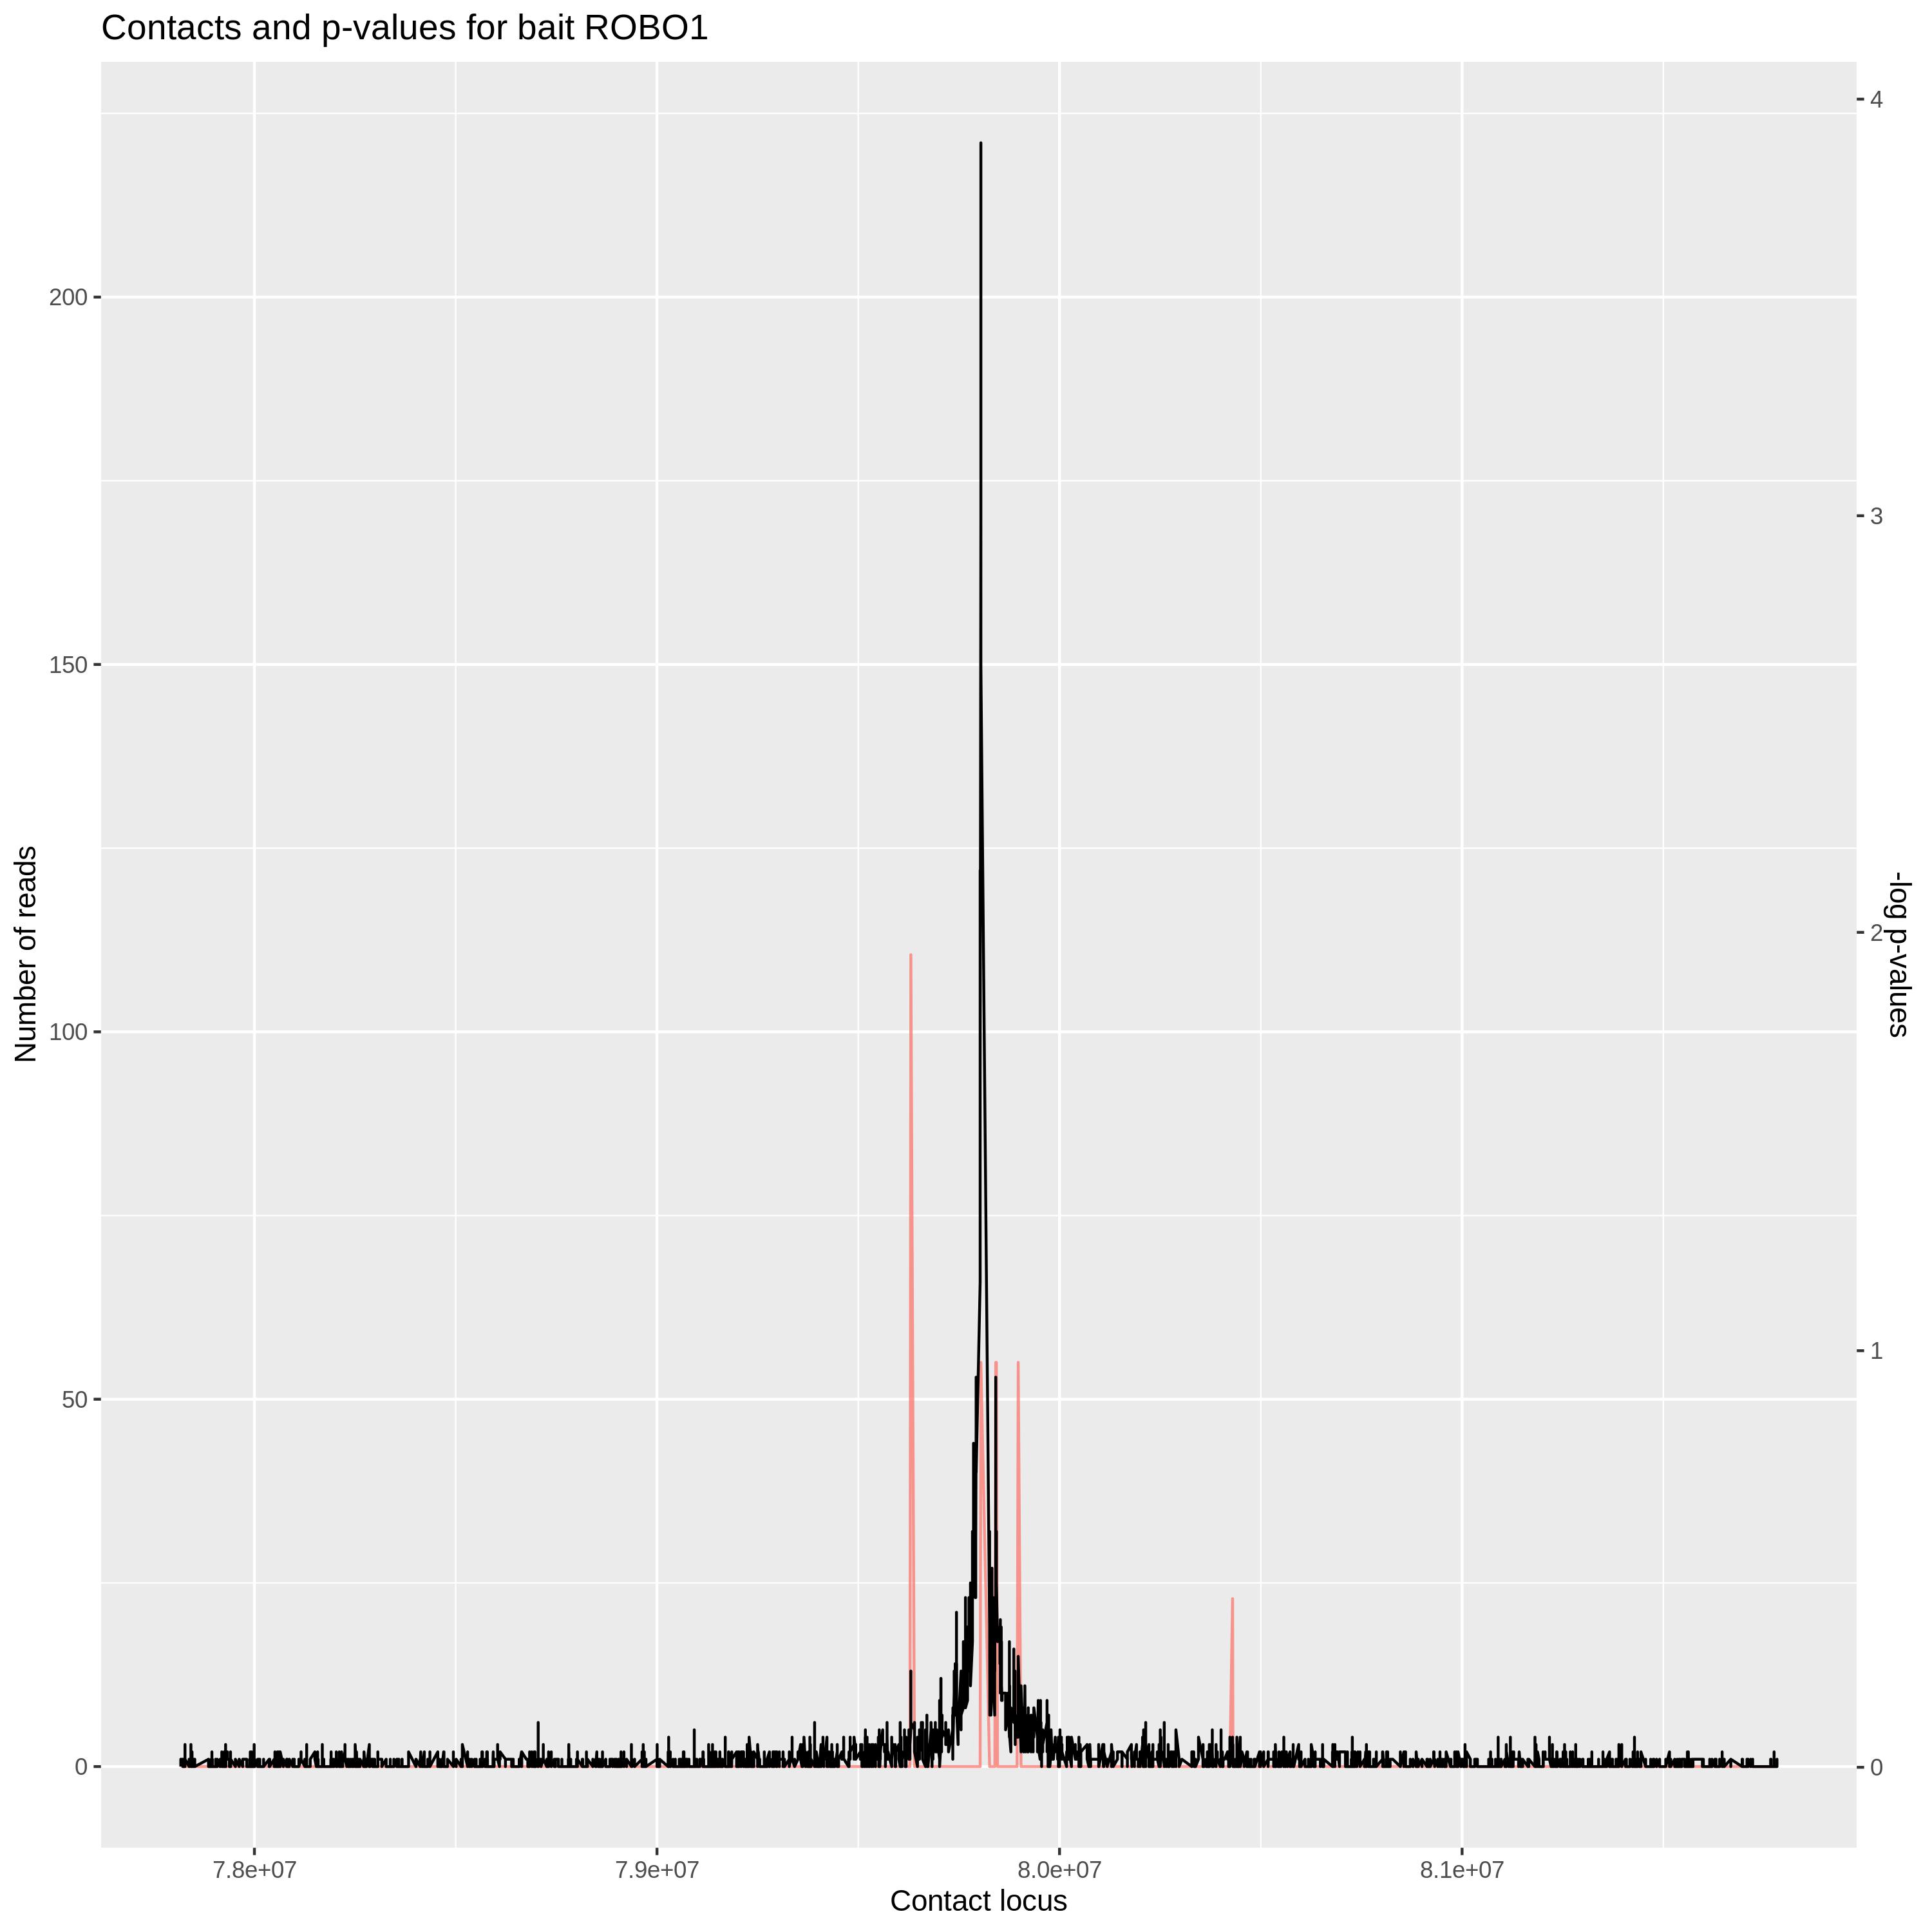 Contacts and p-values for bait ROBO1
Number of reads
200
150
100
50
0
4
3
2
1
0
-log p-values
7.8e+07
7.9e+07
8.0e+07
8.1e+07
Contact locus